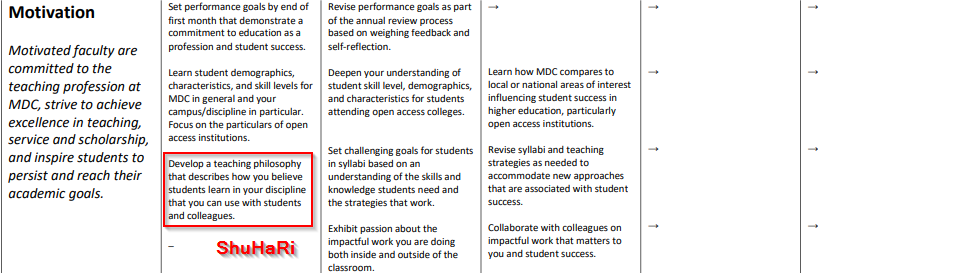 Motivation
Motivated faculty are
committed to the
teaching profession at
MDC, strive to achieve
excellence in teaching,
service and scholarship,
and inspire students to
persist and reach their
academic goals.
Set performance goals by end of
first month that demonstrate a
commitment to education as a
profession and student success.
Revise performance goals as part
of the annual review process
based on weighing feedback and
self-reflection.
→
→
→
Learn student demographics,
characteristics, and skill levels for
MDC in general and your
campus/discipline in particular.
Focus on the particulars of open
access institutions.
Deepen your understanding of
student skill level, demographics,
and characteristics for students
attending open access colleges.
Learn how MDC compares to
local or national areas of interest
influencing student success in
higher education, particularly
open access institutions.
→
→
Develop a teaching philosophy
that describes how you believe
students learn in your discipline
that you can use with students
and colleagues.
Set challenging goals for students
in syllabi based on an
understanding of the skills and
knowledge students need and
the strategies that work.
Revise syllabi and teaching
strategies as needed to
accommodate new approaches
that are associated with student
success.
→
→
–
ShuHaRi
Exhibit passion about the
impactful work you are doing
both inside and outside of the
classroom.
Collaborate with colleagues on
impactful work that matters to
you and student success.
→
→